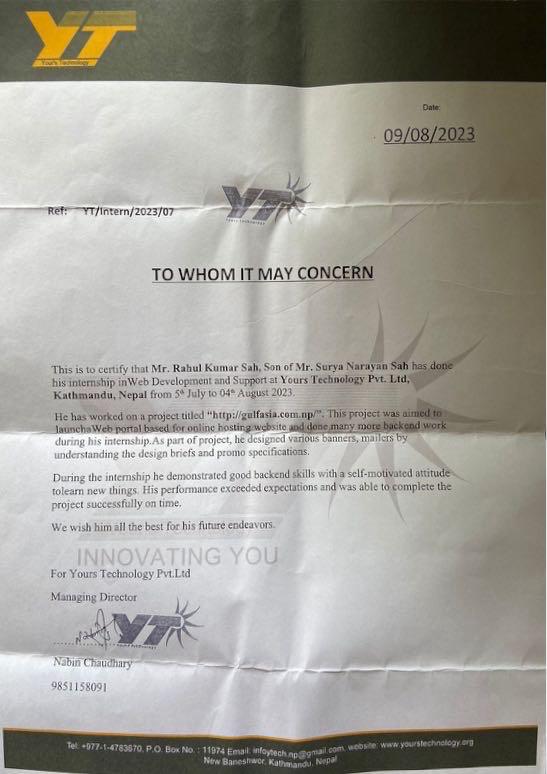 YT
Your's Technology
Date:
09/08/2023
Ref: YT/Intern/2023/07
YT
Yours Technology
TO WHOM IT MAY CONCERN
This is to certify that Mr. Rahul Kumar Sah, Son of Mr. Surya Narayan Sah has done
his internship inWeb Development and Support at Yours Technology Pvt. Ltd,
Kathmandu, Nepal from 5th July to 04th August 2023.
He has worked on a project titled “http://gulfasia.com.np/”. This project was aimed to
launchaWeb portal based for online hosting website and done many more backend work
during his internship.As part of project, he designed various banners, mailers by
understanding the design briefs and promo specifications.
During the internship he demonstrated good backend skills with a self-motivated attitude
tolearn new things. His performance exceeded expectations and was able to complete the
project successfully on time.
We wish him all the best for his future endeavors.
INNOVATING YOU
For Yours Technology Pvt.Ltd
Managing Director
YT
Nabin Chaudhary
9851158091
Tel: +977-1-4783670, P.O. Box No. : 11974 Email: infoytech.np@gmail.com, website: www.yourstechnology.org
New Baneshwor, Kathmandu, Nepal